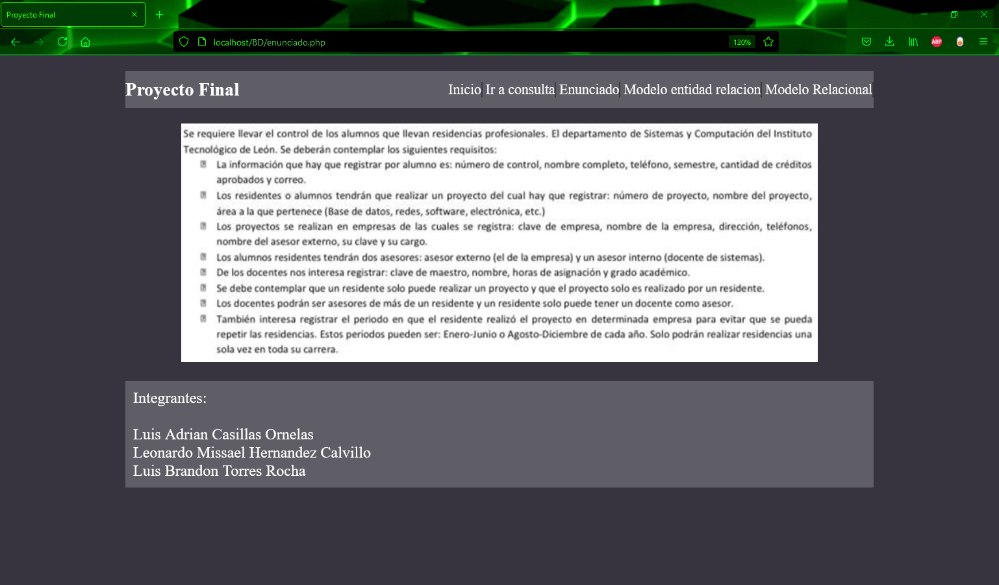 Proyecto Final
localhost/BD/enunciado.php
120%
ABP
Proyecto Final
Inicio Ir a consulta Enunciado Modelo entidad relacion Modelo Relacional
Se requiere llevar el control de los alumnos que llevan residencias profesionales. El departamento de Sistemas y Computación del Instituto
Tecnológico de León. Se deberán contemplar los siguientes requisitos:
La información que hay que registrar por alumno es: número de control, nombre completo, teléfono, semestre, cantidad de créditos
aprobados y correo.
Los residentes o alumnos tendrán que realizar un proyecto del cual hay que registrar: número de proyecto, nombre del proyecto,
área a la que pertenece (Base de datos, redes, software, electrónica, etc.)
Los proyectos se realizan en empresas de las cuales se registra: clave de empresa, nombre de la empresa, dirección, teléfonos,
nombre del asesor externo, su clave y su cargo.
Los alumnos residentes tendrán dos asesores: asesor externo (el de la empresa) y un asesor interno (docente de sistemas).
De los docentes nos interesa registrar: clave de maestro, nombre, horas de asignación y grado académico.
Se debe contemplar que un residente solo puede realizar un proyecto y que el proyecto solo es realizado por un residente.
Los docentes podrán ser asesores de más de un residente y un residente solo puede tener un docente como asesor.
También interesa registrar el periodo en que el residente realizó el proyecto en determinada empresa para evitar que se pueda
repetir las residencias. Estos periodos pueden ser: Enero-Junio o Agosto-Diciembre de cada año. Solo podrán realizar residencias una
sola vez en toda su carrera.
Integrantes:
Luis Adrian Casillas Ornelas
Leonardo Missael Hernandez Calvillo
Luis Brandon Torres Rocha